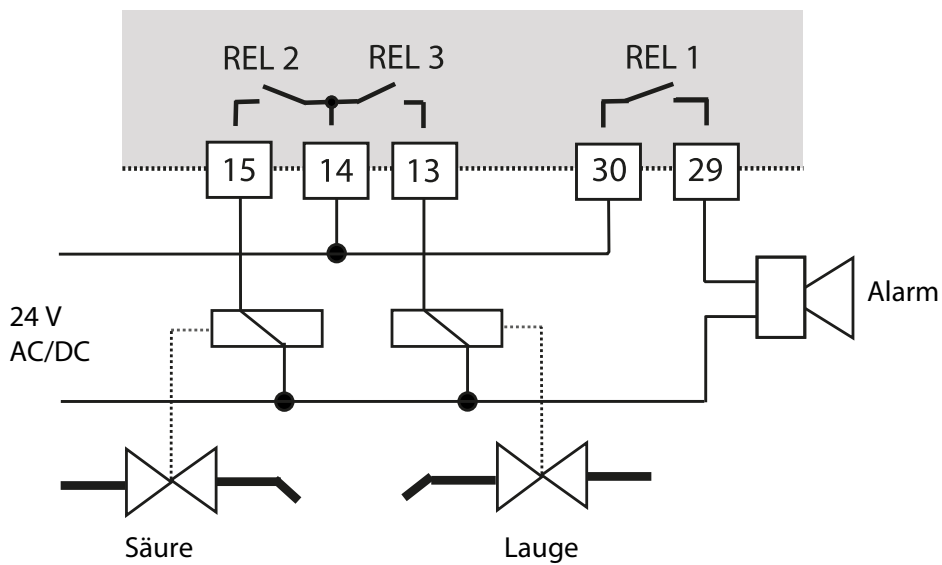 REL 2
REL 3
REL 1
15
14
13
30
29
24 V
AC/DC
Alarm
Säure
Lauge